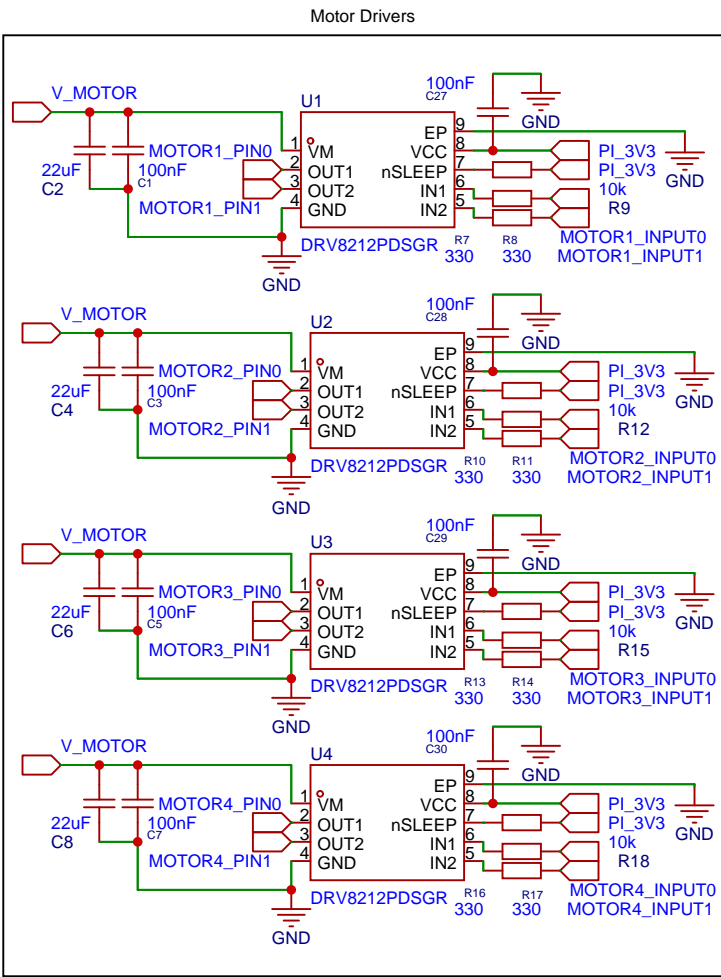 Motor Drivers
V_MOTOR
22uF
C2
100nF
C1
MOTOR1_PIN0
MOTOR1_PIN1
GND
U1
1 VM
2 OUT1
3 OUT2
4 GND
EP 9
VCC 8
nSLEEP 7
IN1 6
IN2 5
DRV8212PDSGR
100nF
C27
GND
PI_3V3
PI_3V3
GND
10k
R9
R7
330
R8
330
MOTOR1_INPUT0
MOTOR1_INPUT1
V_MOTOR
22uF
C4
100nF
C3
MOTOR2_PIN0
MOTOR2_PIN1
GND
U2
1 VM
2 OUT1
3 OUT2
4 GND
EP 9
VCC 8
nSLEEP 7
IN1 6
IN2 5
DRV8212PDSGR
100nF
C28
GND
PI_3V3
PI_3V3
GND
10k
R12
R10
330
R11
330
MOTOR2_INPUT0
MOTOR2_INPUT1
V_MOTOR
22uF
C6
100nF
C5
MOTOR3_PIN0
MOTOR3_PIN1
GND
U3
1 VM
2 OUT1
3 OUT2
4 GND
EP 9
VCC 8
nSLEEP 7
IN1 6
IN2 5
DRV8212PDSGR
100nF
C29
GND
PI_3V3
PI_3V3
GND
10k
R15
R13
330
R14
330
MOTOR3_INPUT0
MOTOR3_INPUT1
V_MOTOR
22uF
C8
100nF
C7
MOTOR4_PIN0
MOTOR4_PIN1
GND
U4
1 VM
2 OUT1
3 OUT2
4 GND
EP 9
VCC 8
nSLEEP 7
IN1 6
IN2 5
DRV8212PDSGR
100nF
C30
GND
PI_3V3
PI_3V3
GND
10k
R18
R16
330
R17
330
MOTOR4_INPUT0
MOTOR4_INPUT1